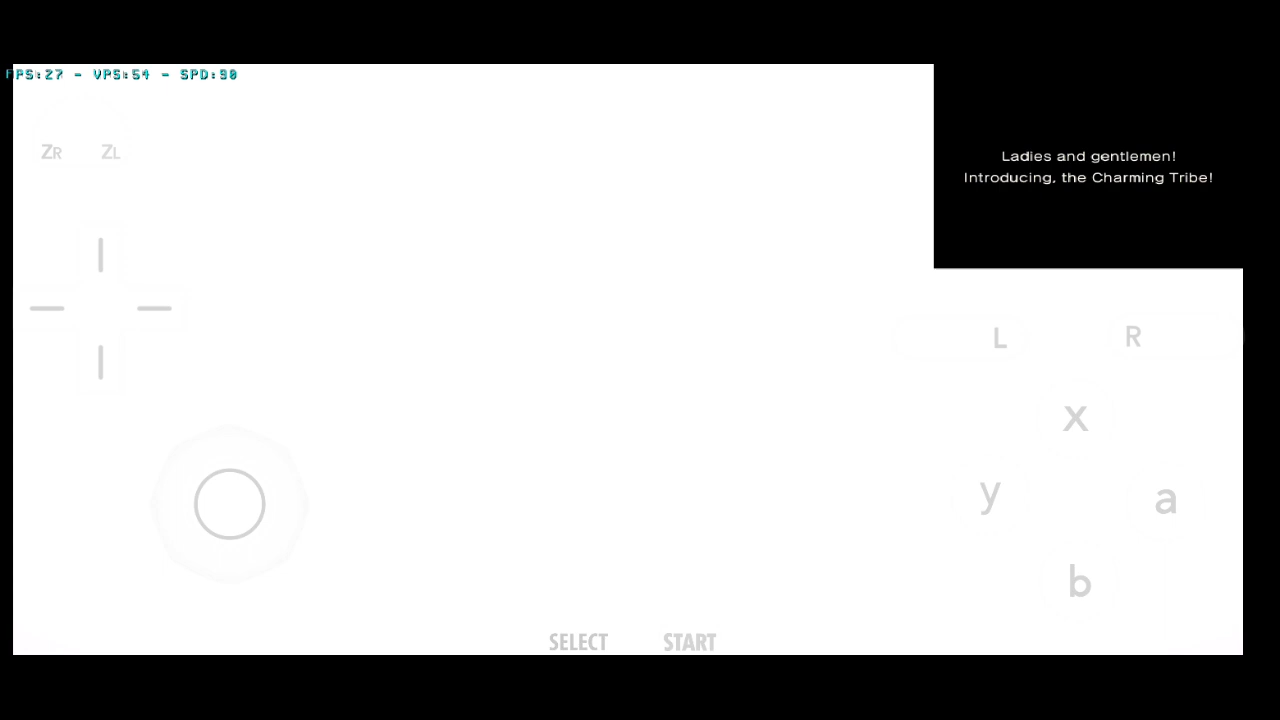 FPS:27 - VPS:54 - SPD:90
ZR ZL
Ladies and gentlemen!
Introducing, the Charming Tribe!
L R
x
y a
b
SELECT START